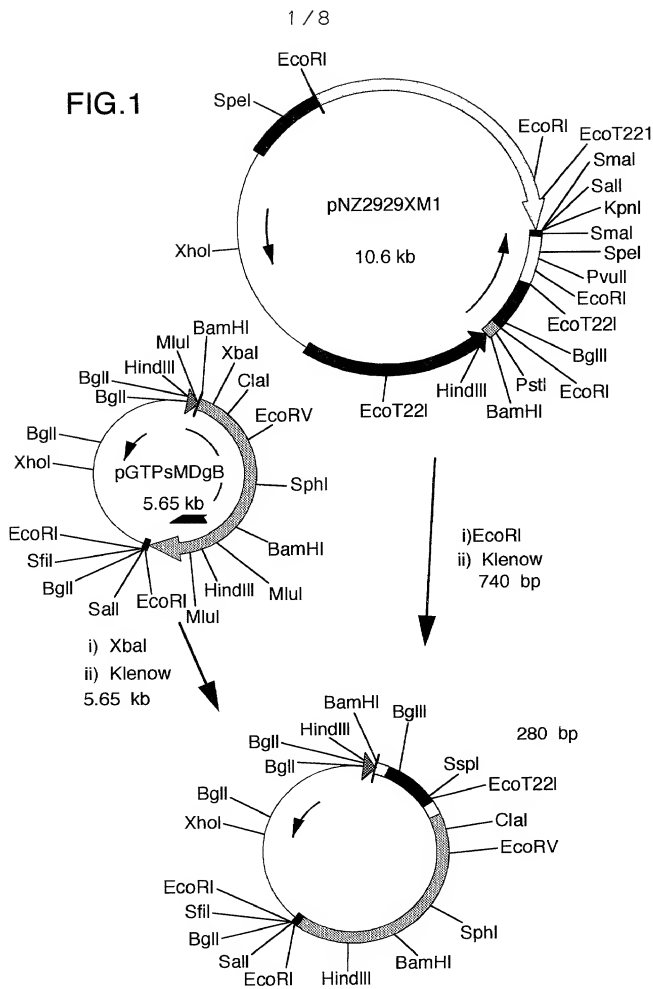 1 / 8
FIG.1
EcoRI
SpeI
EcoRI
EcoT221
SmaI
SalI
KpnI
SmaI
SpeI
PvuII
EcoRI
EcoT22I
BglII
EcoRI
PstI
BamHI
HindIII
EcoT22I
XhoI
pNZ2929XM1
10.6 kb
BamHI
MluI
XbaI
HindIII
ClaI
BglI
BglI
EcoRV
BglI
XhoI
pGTPsMDgB
5.65 kb
SphI
BamHI
EcoRI
SfiI
BglI
SalI
EcoRI
MluI
HindIII
MluI
i)EcoRI
ii) Klenow
740 bp
i) XbaI
ii) Klenow
5.65 kb
BamHI
HindIII
BglII
280 bp
BglI
BglI
SspI
EcoT22I
BglI
XhoI
ClaI
EcoRV
EcoRI
SfiI
BglI
SalI
EcoRI
HindIII
BamHI
SphI